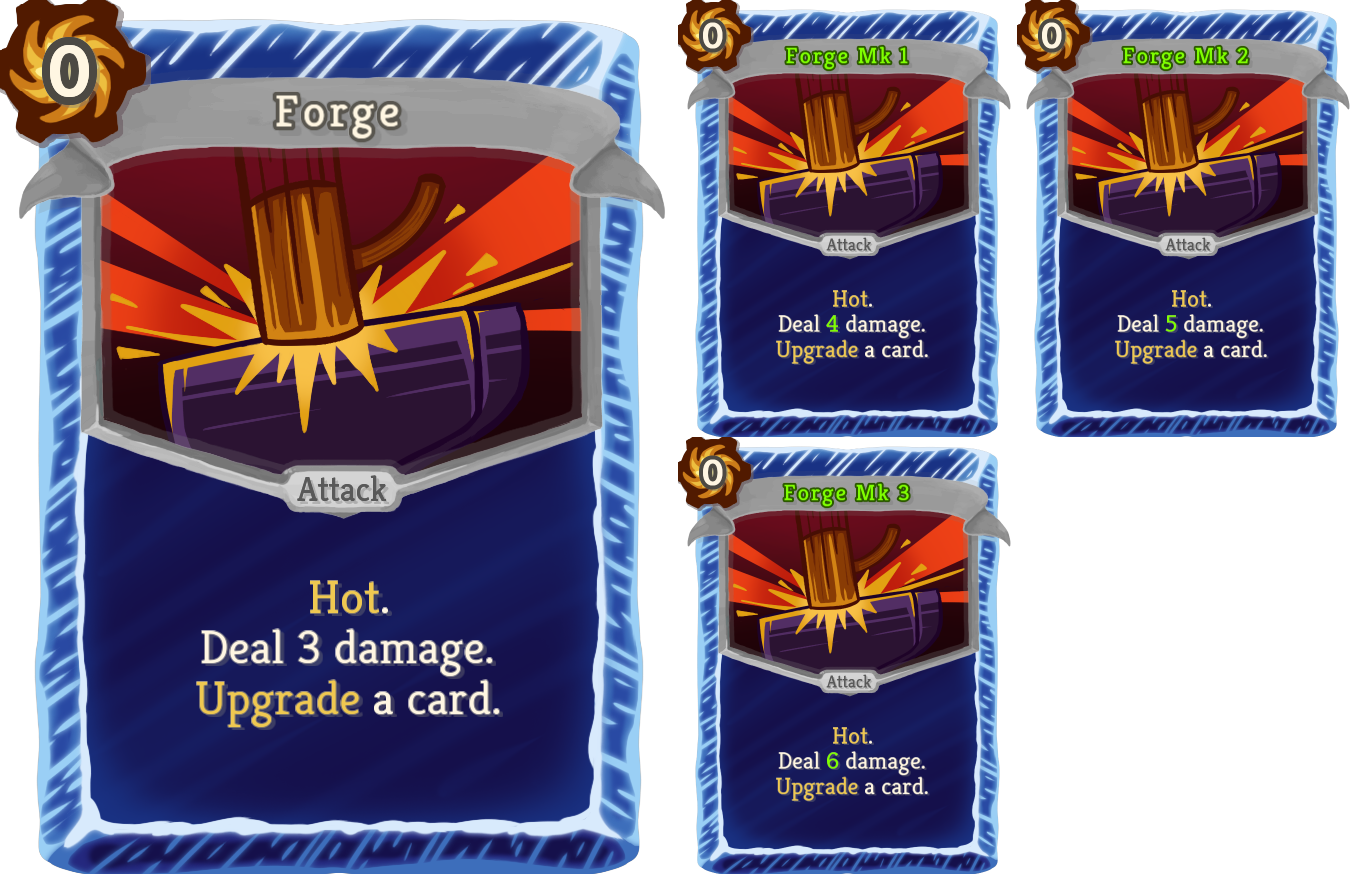 0
Forge
Attack
Hot.
Deal 3 damage.
Upgrade a card.
0
Forge Mk 1
Attack
Hot.
Deal 4 damage.
Upgrade a card.
0
Forge Mk 2
Attack
Hot.
Deal 5 damage.
Upgrade a card.
0
Forge Mk 3
Attack
Hot.
Deal 6 damage.
Upgrade a card.